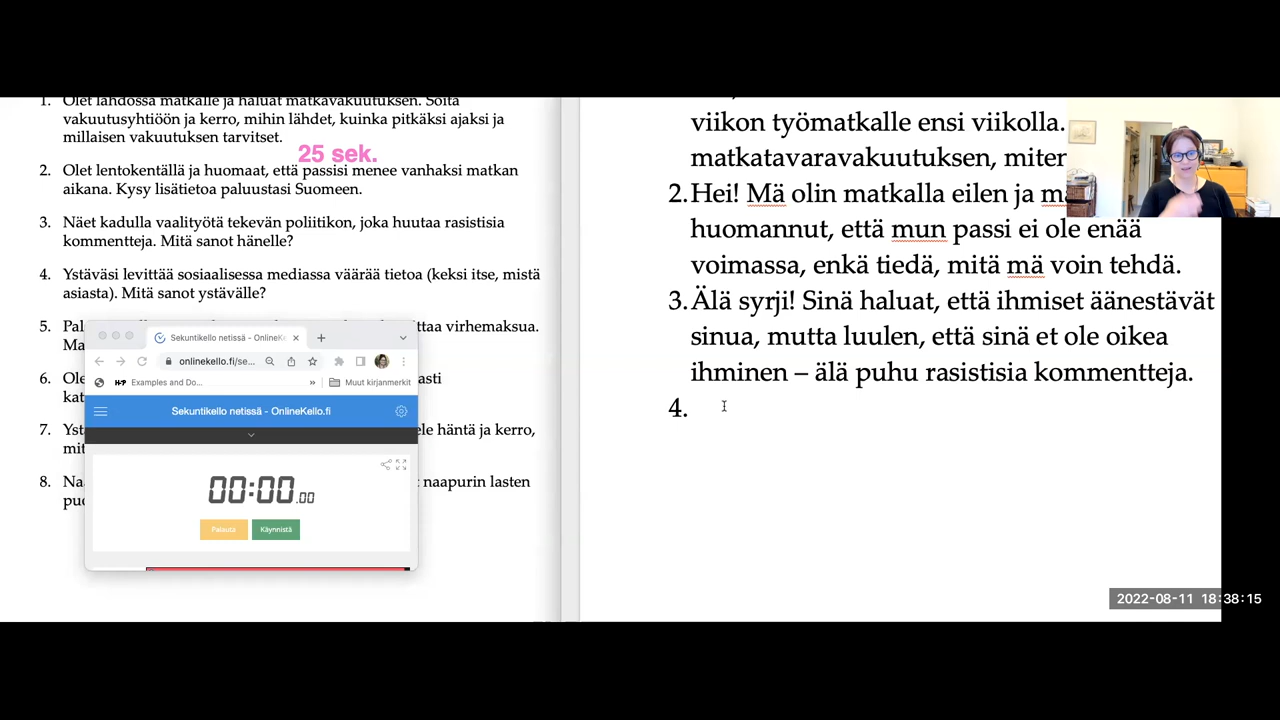 1. Olet lähdössä matkalle ja haluat matkavakuutuksen. Soita
vakuutusyhtiöön ja kerro, mihin lähdet, kuinka pitkäksi ajaksi ja
millaisen vakuutuksen tarvitset.
25 sek.
2. Olet lentokentällä ja huomaat, että passisi menee vanhaksi matkan
aikana. Kysy lisätietoa paluustasi Suomeen.
3. Näet kadulla vaalityötä tekevän poliitikon, joka huutaa rasistisia
kommentteja. Mitä sanot hänelle?
4. Ystäväsi levittää sosiaalisessa mediassa väärää tietoa (keksi itse, mistä
asiasta). Mitä sanot ystävälle?
5. virhemaksua.
6.
7. häntä ja kerro,
8. naapurin lasten
Sekuntikello netissä - OnlineK
onlinekello.fi/se...
Examples and Do...
»
Muut kirjanmerkit
Sekuntikello netissä - OnlineKello.fi
00:00.00
Palauta Käynnistä
viikon työmatkalle ensi viikolla.
matkatavaravakuutuksen,
2. Hei! Mä olin matkalla eilen ja
huomannut, että mun passi ei ole enää
voimassa, enkä tiedä, mitä mä voin tehdä.
3. Älä syrji! Sinä haluat, että ihmiset äänestävät
sinua, mutta luulen, että sinä et ole oikea
ihminen – älä puhu rasistisia kommentteja.
4.
2022-08-11 18:38:15